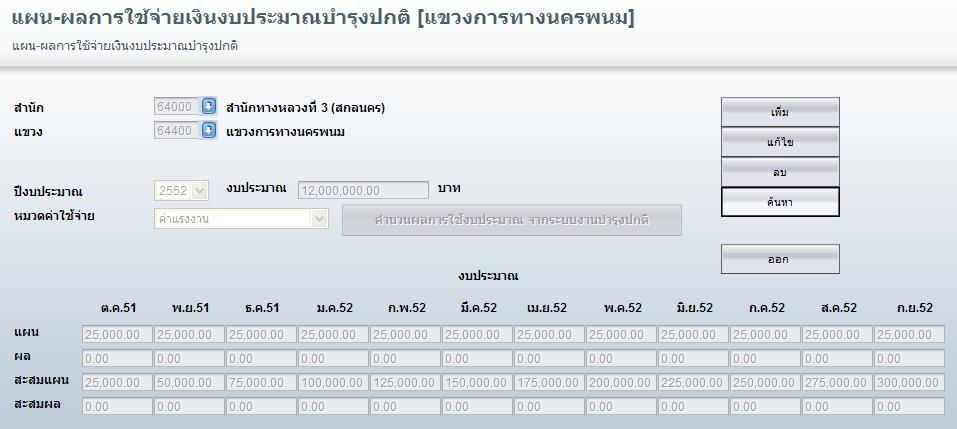 แผน-ผลการใช้จ่ายเงินงบประมาณบำรุงปกติ [แขวงการทางนครพนม]
แผน-ผลการใช้จ่ายเงินงบประมาณบำรุงปกติ
สำนัก 64000 สำนักทางหลวงที่ 3 (สกลนคร)
แขวง 64400 แขวงการทางนครพนม
เพิ่ม
แก้ไข
ลบ
ค้นหา
ออก
ปีงบประมาณ 2552 งบประมาณ 12,000,000.00 บาท
หมวดค่าใช้จ่าย ค่าแรงงาน คำนวนผลการใช้งบประมาณ จากระบบงานบำรุงปกติ
งบประมาณ
ต.ค.51 พ.ย.51 ธ.ค.51 ม.ค.52 ก.พ.52 มี.ค.52 เม.ย.52 พ.ค.52 มิ.ย.52 ก.ค.52 ส.ค.52 ก.ย.52
แผน 25,000.00 25,000.00 25,000.00 25,000.00 25,000.00 25,000.00 25,000.00 25,000.00 25,000.00 25,000.00 25,000.00 25,000.00
ผล 0.00 0.00 0.00 0.00 0.00 0.00 0.00 0.00 0.00 0.00 0.00 0.00
สะสมแผน 25,000.00 50,000.00 75,000.00 100,000.00 125,000.00 150,000.00 175,000.00 200,000.00 225,000.00 250,000.00 275,000.00 300,000.00
สะสมผล 0.00 0.00 0.00 0.00 0.00 0.00 0.00 0.00 0.00 0.00 0.00 0.00